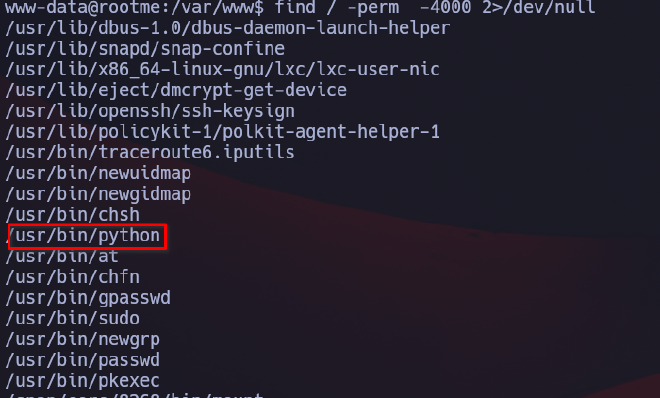 www-data@rootme:/var/www$ find / -perm  -4000 2>/dev/null
/usr/lib/dbus-1.0/dbus-daemon-launch-helper
/usr/lib/snapd/snap-confine
/usr/lib/x86_64-linux-gnu/lxc/lxc-user-nic
/usr/lib/eject/dmcrypt-get-device
/usr/lib/openssh/ssh-keysign
/usr/lib/policykit-1/polkit-agent-helper-1
/usr/bin/traceroute6.iputils
/usr/bin/newuidmap
/usr/bin/newgidmap
/usr/bin/chsh
/usr/bin/python
/usr/bin/at
/usr/bin/chfn
/usr/bin/gpasswd
/usr/bin/sudo
/usr/bin/newgrp
/usr/bin/passwd
/usr/bin/pkexec